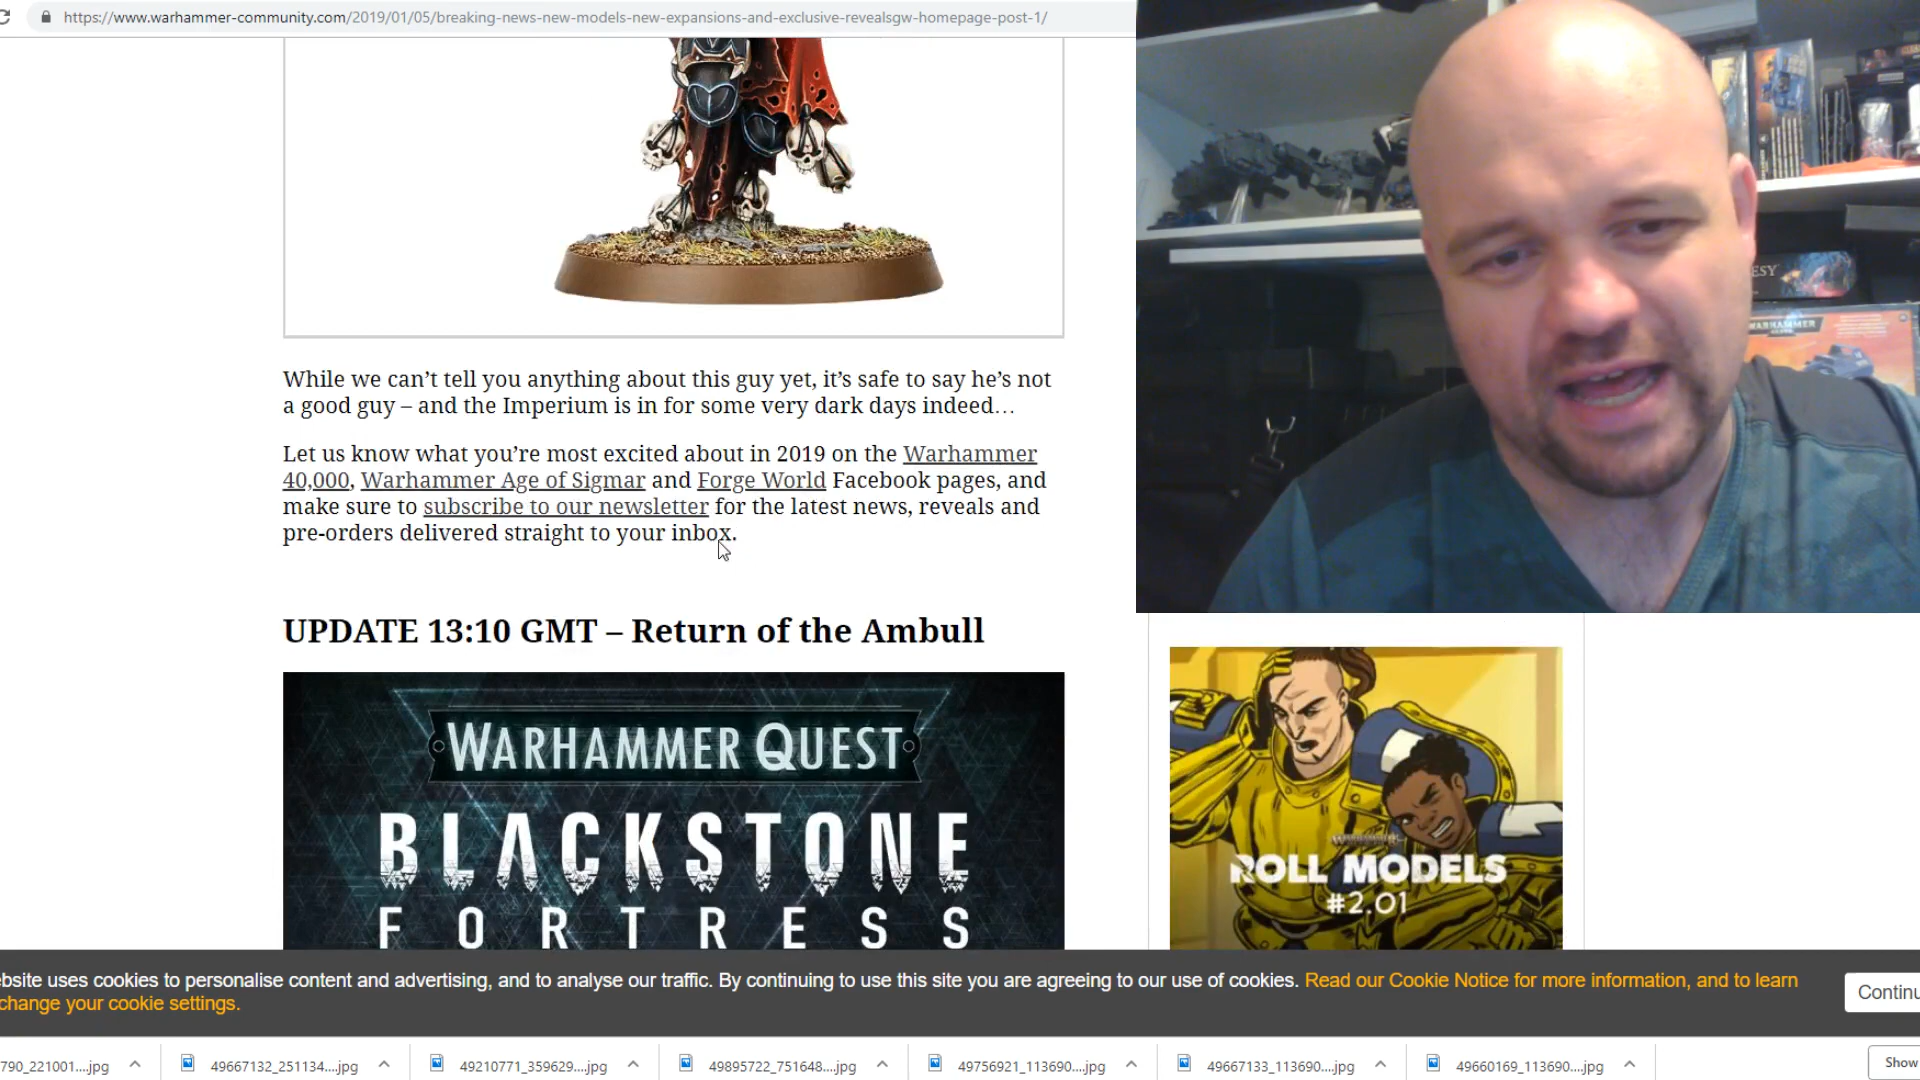 https://www.warhammer-community.com/2019/01/05/breaking-news-new-models-new-expansions-and-exclusive-revealsgw-homepage-post-1/
While we can’t tell you anything about this guy yet, it’s safe to say he’s not
a good guy – and the Imperium is in for some very dark days indeed…
Let us know what you’re most excited about in 2019 on the Warhammer
40,000, Warhammer Age of Sigmar and Forge World Facebook pages, and
make sure to subscribe to our newsletter for the latest news, reveals and
pre-orders delivered straight to your inbox.
UPDATE 13:10 GMT – Return of the Ambull
WARHAMMER QUEST
BLACKSTONE
FORTRESS
WARHAMMER
ROLL MODELS
#2.01
ESY
WARHAMMER
ebsite uses cookies to personalise content and advertising, and to analyse our traffic. By continuing to use this site you are agreeing to our use of cookies. Read our Cookie Notice for more information, and to learn
change your cookie settings.
Continu
790_221001....jpg
49667132_251134....jpg
49210771_359629....jpg
49895722_751648....jpg
49756921_113690....jpg
49667133_113690....jpg
49660169_113690....jpg
Show